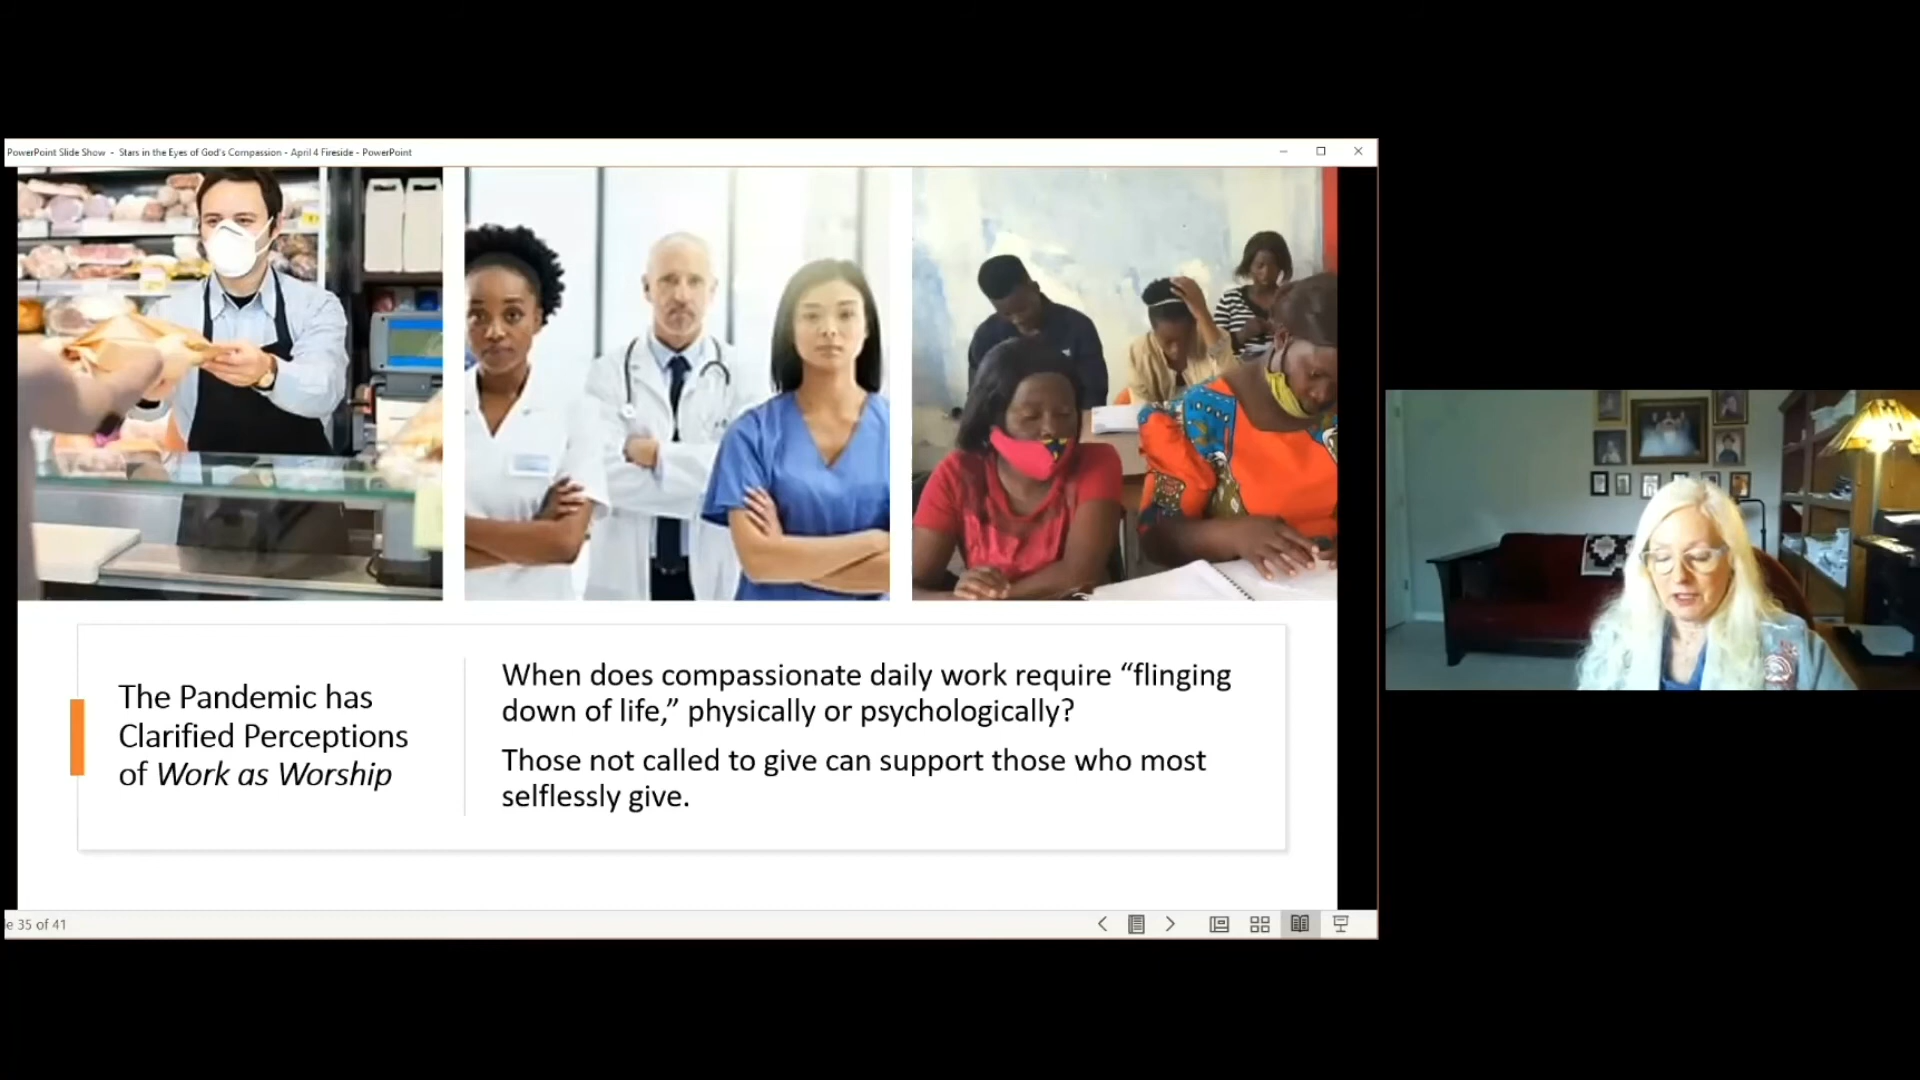 PowerPoint Slide Show - Stars in the Eyes of God's Compassion - April 4 Fireside - PowerPoint
The Pandemic has
Clarified Perceptions
of Work as Worship
When does compassionate daily work require “flinging
down of life,” physically or psychologically?
Those not called to give can support those who most
selflessly give.
e 35 of 41